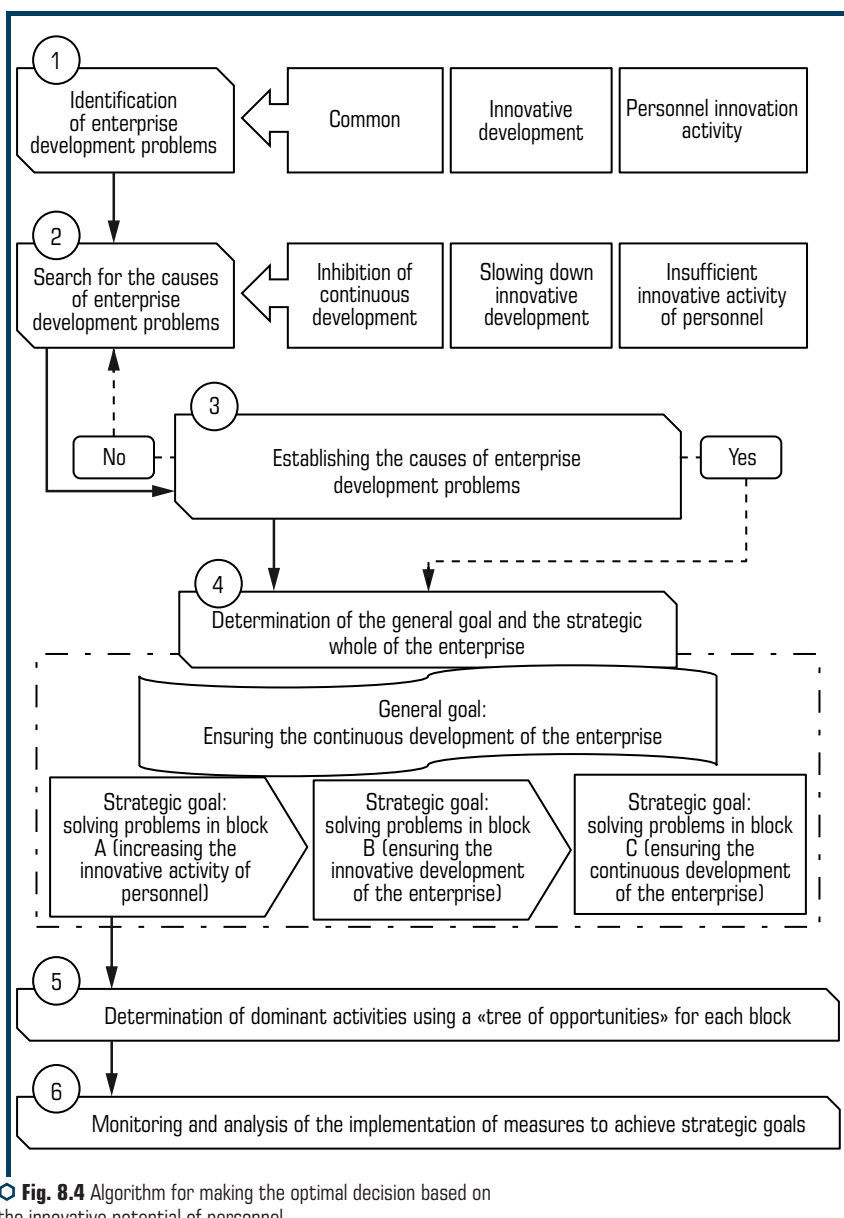 1
Identification
of enterprise
development problems
Common
Innovative
development
Personnel innovation
activity
2
Search for the causes
of enterprise
development problems
Inhibition of
continuous
development
Slowing down
innovative
development
Insufficient
innovative activity
of personnel
3
No
Establishing the causes of enterprise
development problems
Yes
4
Determination of the general goal and the strategic
whole of the enterprise
General goal:
Ensuring the continuous development of the enterprise
Strategic goal:
solving problems in block
A (increasing the
innovative activity of
personnel)
Strategic goal:
solving problems in block
B (ensuring the
innovative development
of the enterprise)
Strategic goal:
solving problems in block
C (ensuring the
continuous development
of the enterprise)
5
Determination of dominant activities using a «tree of opportunities» for each block
6
Monitoring and analysis of the implementation of measures to achieve strategic goals
Fig. 8.4 Algorithm for making the optimal decision based on
the innovative potential of personnel